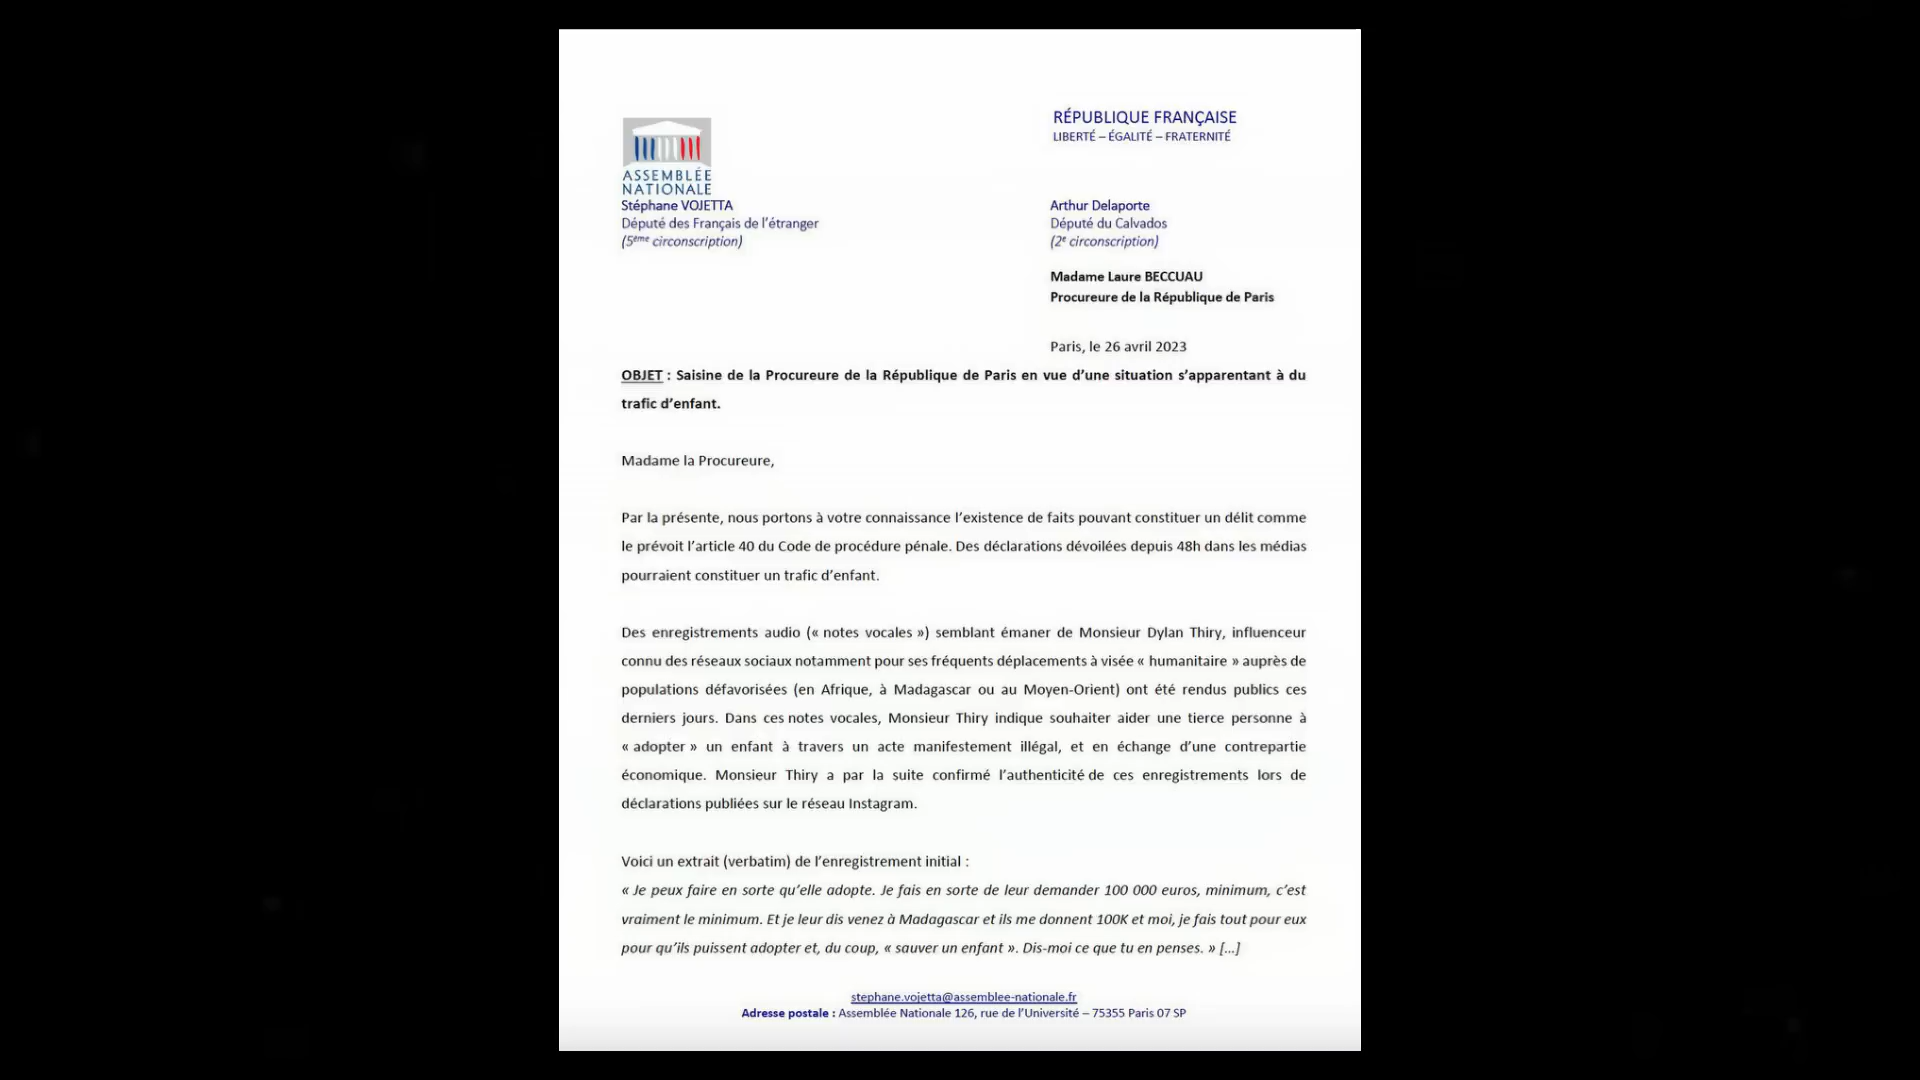 ASSEMBLÉE
NATIONALE
Stéphane VOJETTA
Député des Français de l'étranger
(5ème circonscription)
RÉPUBLIQUE FRANÇAISE
LIBERTÉ – ÉGALITÉ – FRATERNITÉ
Arthur Delaporte
Député du Calvados
(2e circonscription)
Madame Laure BECCUAU
Procureure de la République de Paris
Paris, le 26 avril 2023
OBJET : Saisine de la Procureure de la République de Paris en vue d'une situation s'apparentant à du
trafic d'enfant.
Madame la Procureure,
Par la présente, nous portons à votre connaissance l'existence de faits pouvant constituer un délit comme
le prévoit l'article 40 du Code de procédure pénale. Des déclarations dévoilées depuis 48h dans les médias
pourraient constituer un trafic d'enfant.
Des enregistrements audio (« notes vocales ») semblant émaner de Monsieur Dylan Thiry, influenceur
connu des réseaux sociaux notamment pour ses fréquents déplacements à visée « humanitaire » auprès de
populations défavorisées (en Afrique, à Madagascar ou au Moyen-Orient) ont été rendus publics ces
derniers jours. Dans ces notes vocales, Monsieur Thiry indique souhaiter aider une tierce personne à
« adopter » un enfant à travers un acte manifestement illégal, et en échange d'une contrepartie
économique. Monsieur Thiry a par la suite confirmé l'authenticité de ces enregistrements lors de
déclarations publiées sur le réseau Instagram.
Voici un extrait (verbatim) de l'enregistrement initial :
« Je peux faire en sorte qu'elle adopte. Je fais en sorte de leur demander 100 000 euros, minimum, c'est
vraiment le minimum. Et je leur dis venez à Madagascar et ils me donnent 100K et moi, je fais tout pour eux
pour qu'ils puissent adopter et, du coup, « sauver un enfant ». Dis-moi ce que tu en penses. » [...]
stephane.vojetta@assemblee-nationale.fr
Adresse postale : Assemblée Nationale 126, rue de l'Université – 75355 Paris 07 SP